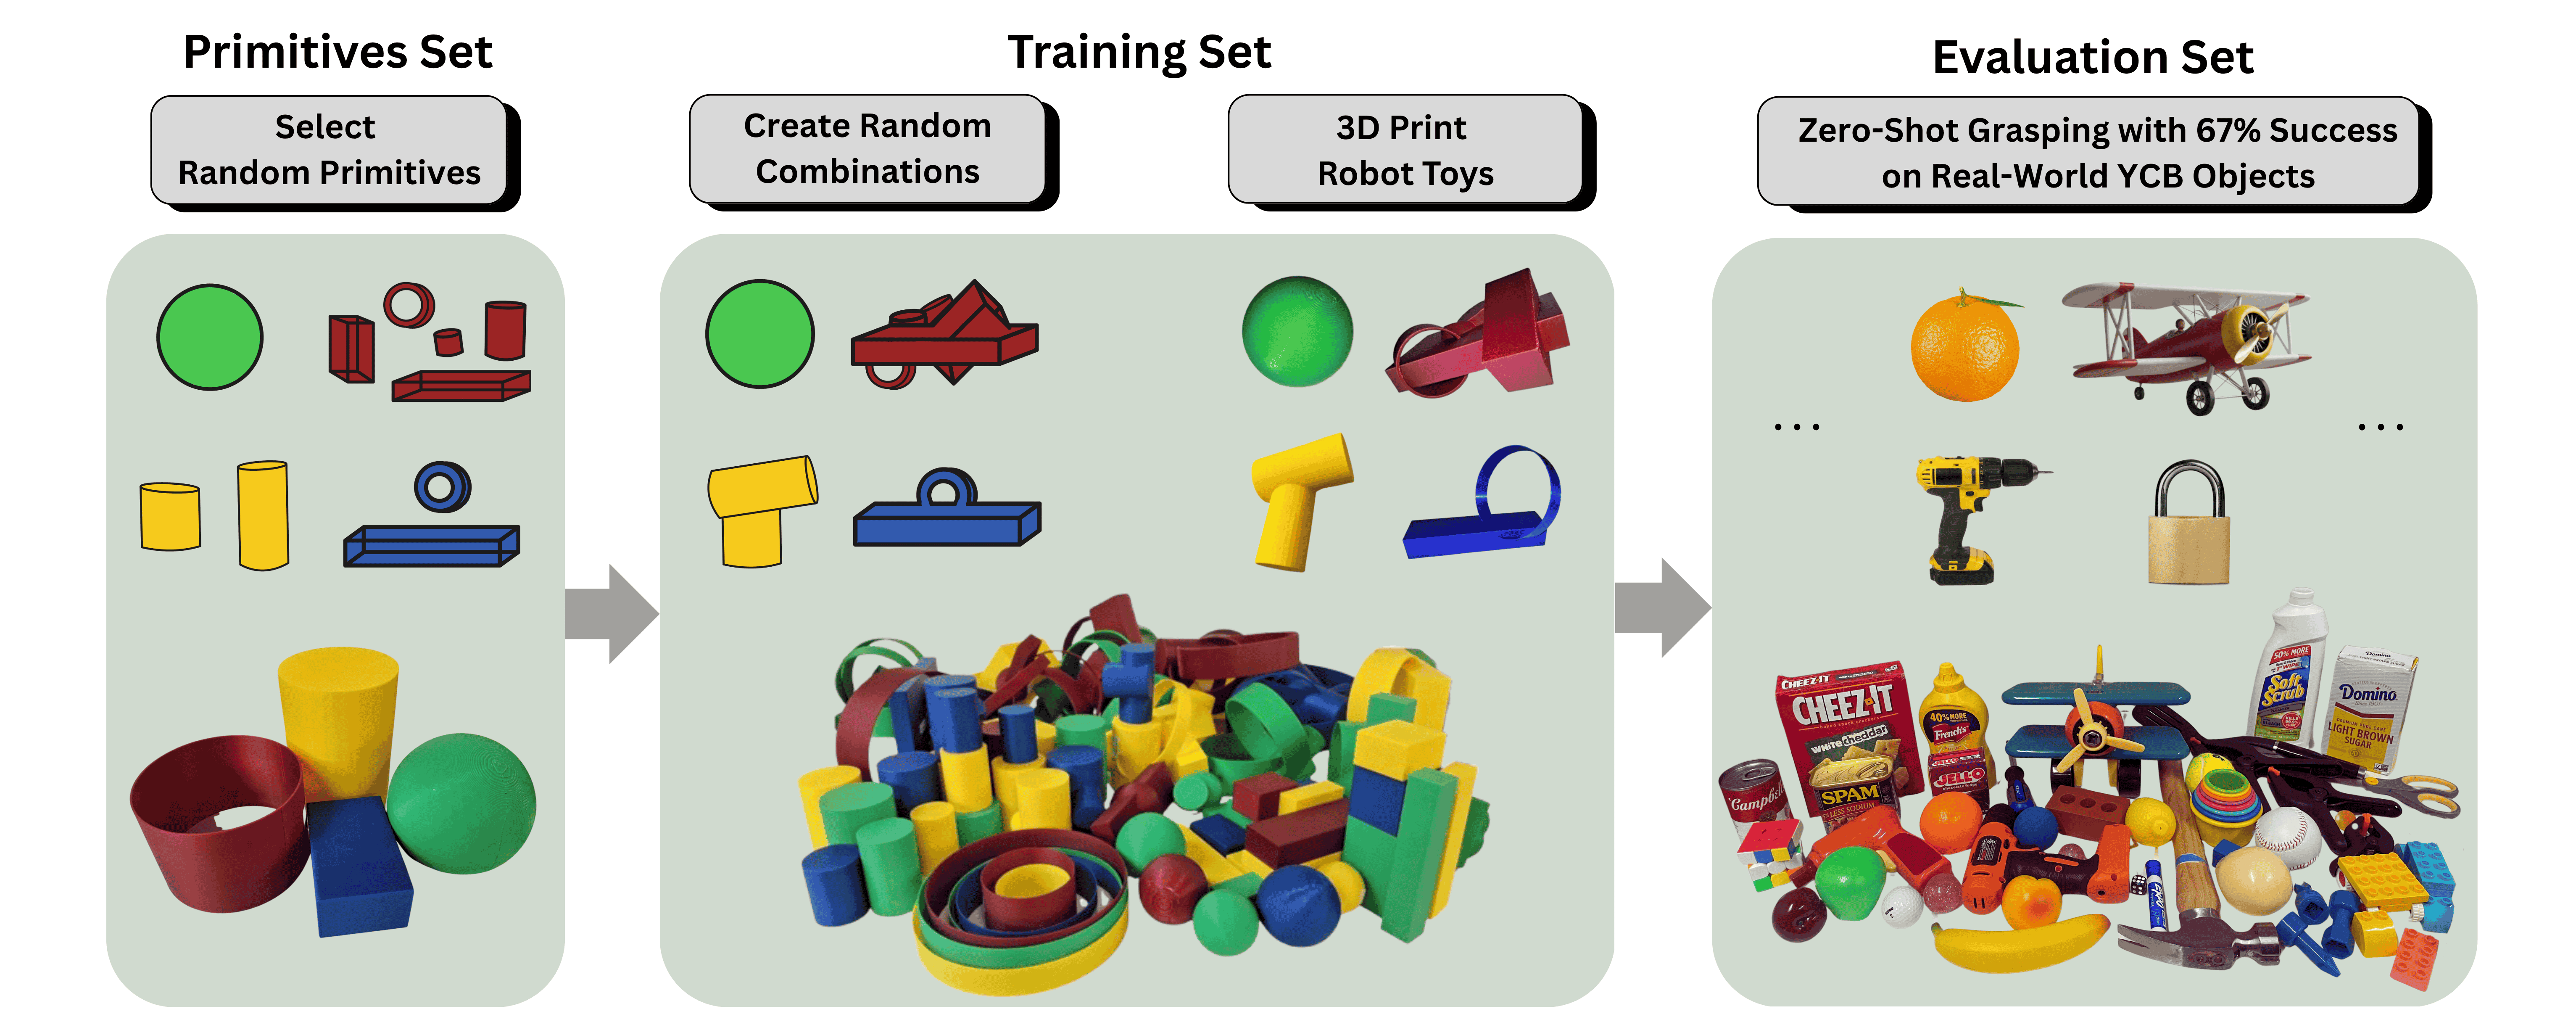 Primitives Set
Select
Random Primitives
Training Set
Create Random
Combinations
3D Print
Robot Toys
Evaluation Set
Zero-Shot Grasping with 67% Success
on Real-World YCB Objects
...
...
CHEEZ-IT
CHEEZ-IT
WHITE cheddar
SPAM
LESS SODIUM
Campbell's
40% MORE
French's
JELLO
50% MORE
Soft
Scrub
Domino
Domino
LIGHT BROWN
SUGAR
EXPO